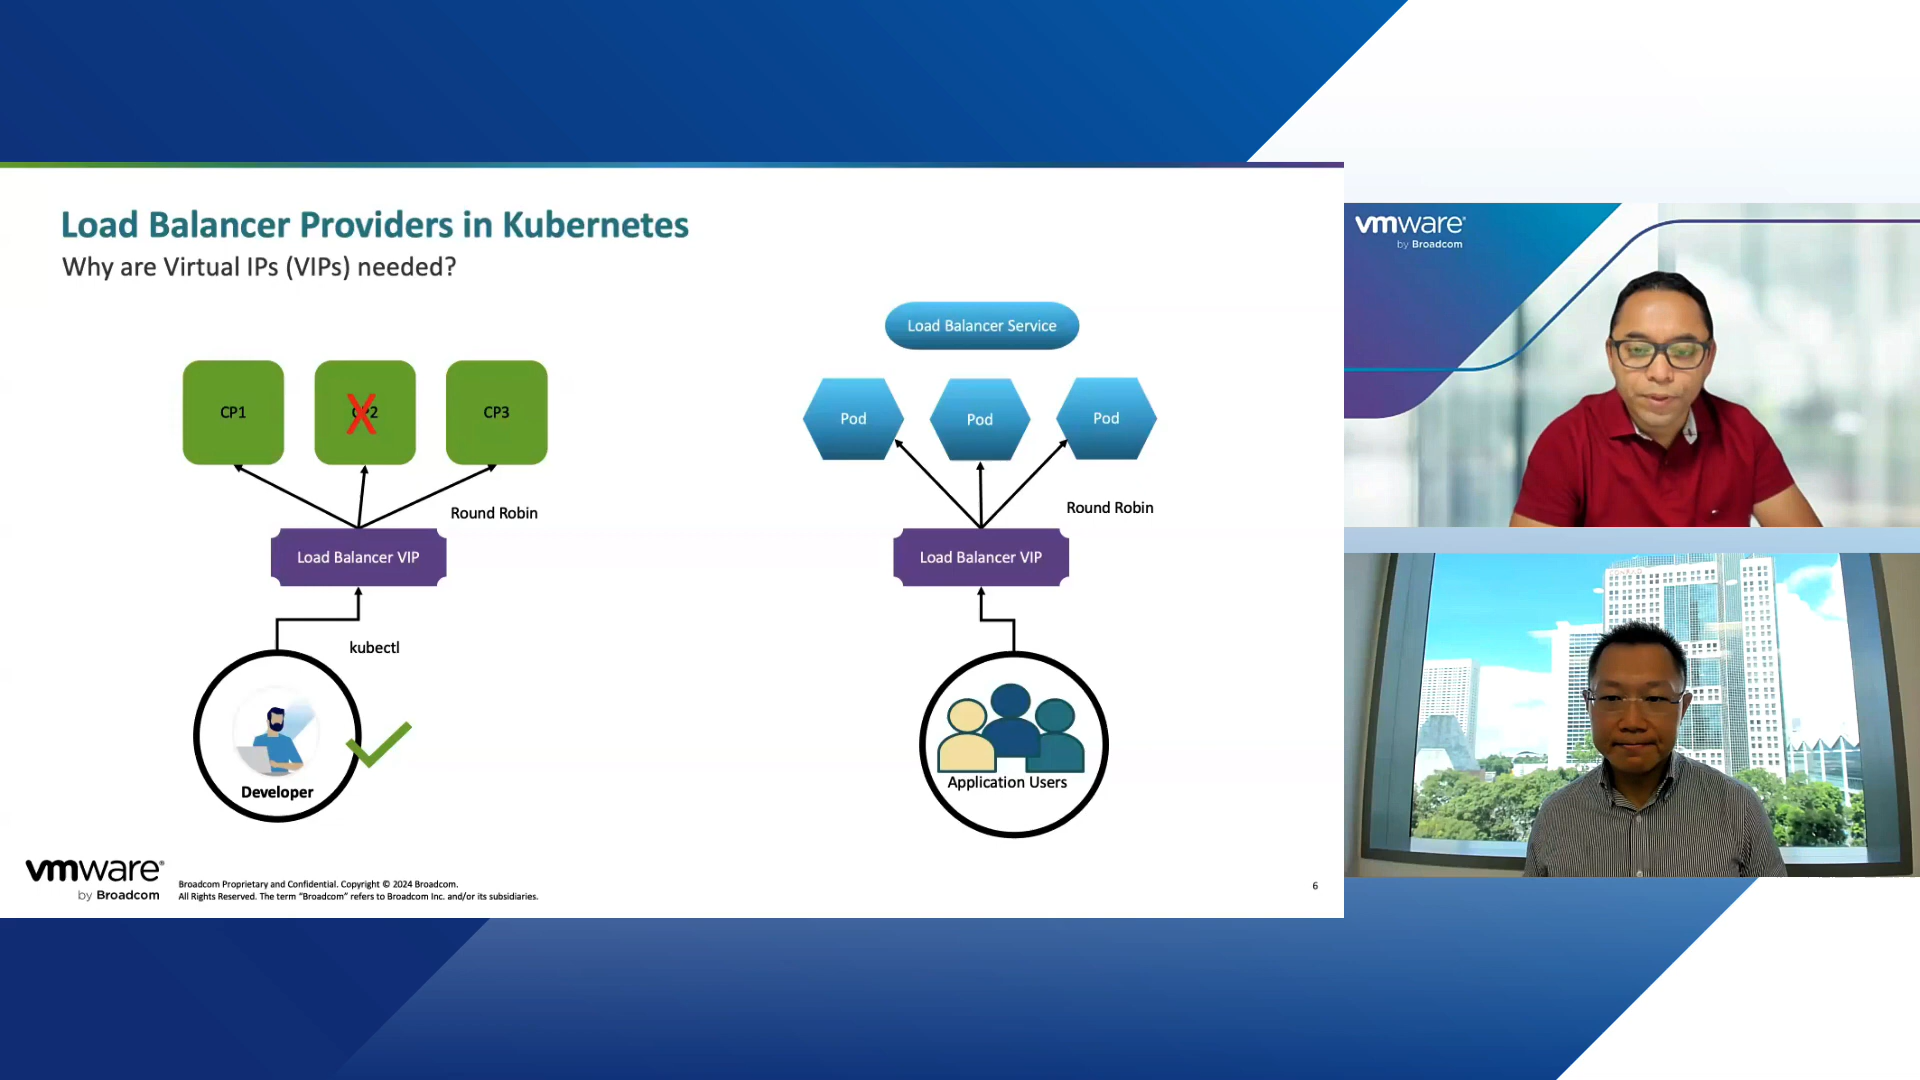 Load Balancer Providers in Kubernetes
Why are Virtual IPs (VIPs) needed?
Load Balancer Service
CP1
X
CP3
Pod
Pod
Pod
Round Robin
Round Robin
Load Balancer VIP
Load Balancer VIP
kubectl
Developer
Application Users
vmware®
by Broadcom
Broadcom Proprietary and Confidential. Copyright © 2024 Broadcom.
All Rights Reserved. The term “Broadcom” refers to Broadcom Inc. and/or its subsidiaries.
6
vmware®
by Broadcom
CONRAD